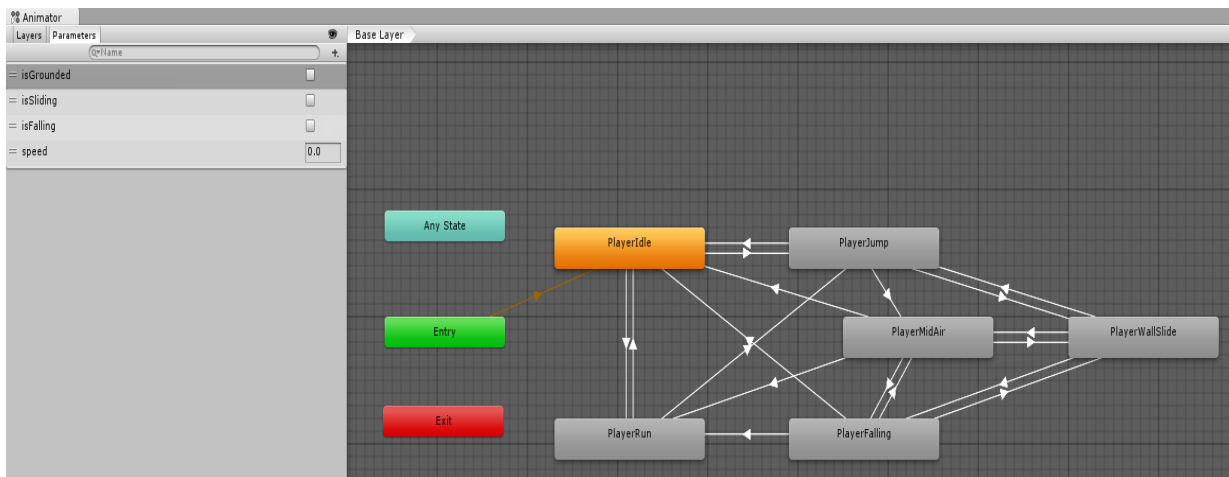 Animator
Layers Parameters
Name
isGrounded
isSliding
isFalling
speed 0.0
Base Layer
Any State
PlayerIdle
PlayerJump
Entry
PlayerMidAir
PlayerWallSlide
Exit
PlayerRun
PlayerFalling